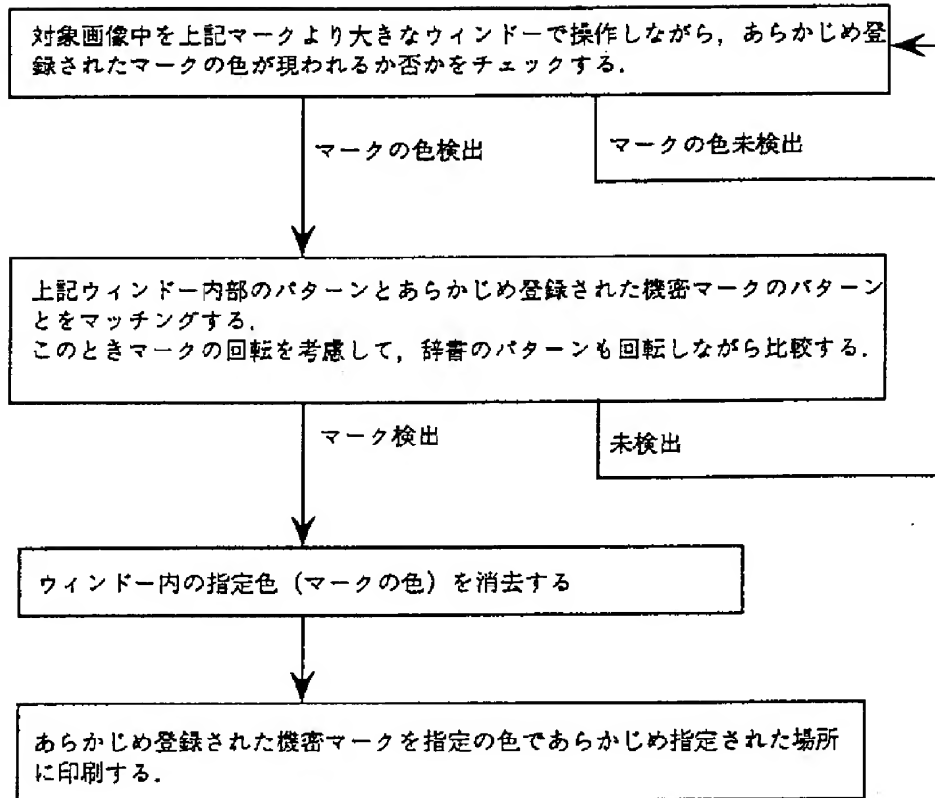 対象画像中を上記マークより大きなウィンドーで操作しながら，あらかじめ登
録されたマークの色が現われるか否かをチェックする．
マークの色検出
マークの色未検出
上記ウィンドー内部のパターンとあらかじめ登録された機密マークのパターン
とをマッチングする．
このときマークの回転を考慮して，辞書のパターンも回転しながら比較する．
マーク検出
未検出
ウィンドー内の指定色（マークの色）を消去する
あらかじめ登録された機密マークを指定の色であらかじめ指定された場所
に印刷する．